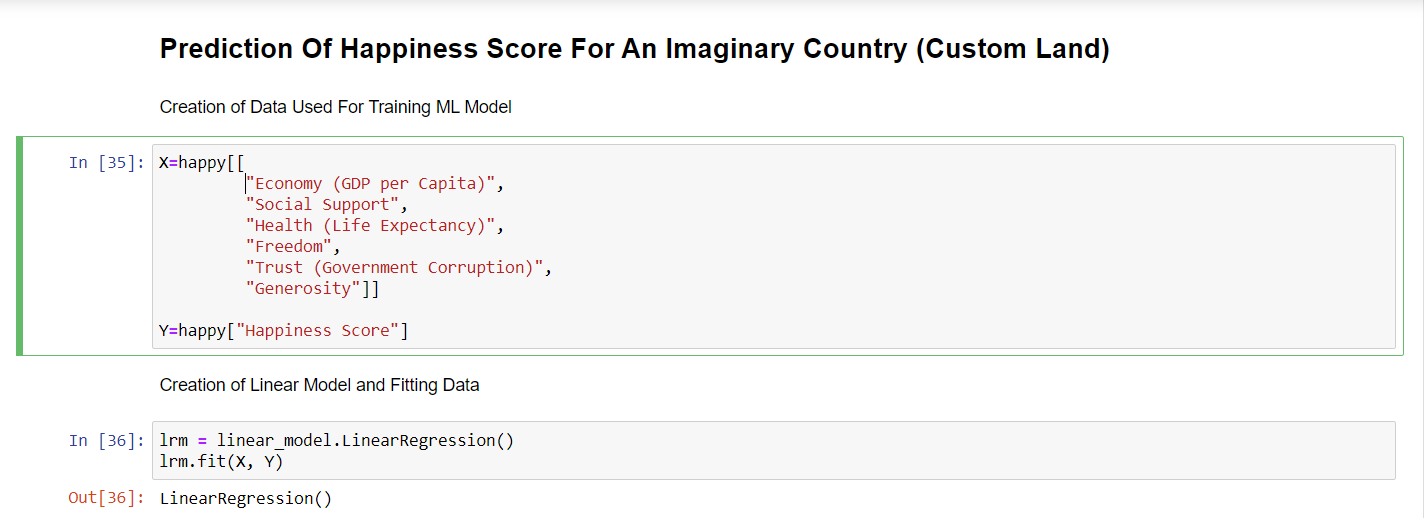 Prediction Of Happiness Score For An Imaginary Country (Custom Land)
Creation of Data Used For Training ML Model
In [35]: X=happy[[
"Economy (GDP per Capita)",
"Social Support",
"Health (Life Expectancy)",
"Freedom",
"Trust (Government Corruption)",
"Generosity"]]
Y=happy["Happiness Score"]
Creation of Linear Model and Fitting Data
In [36]: lrm = linear_model.LinearRegression()
lrm.fit(X, Y)
Out[36]: LinearRegression()